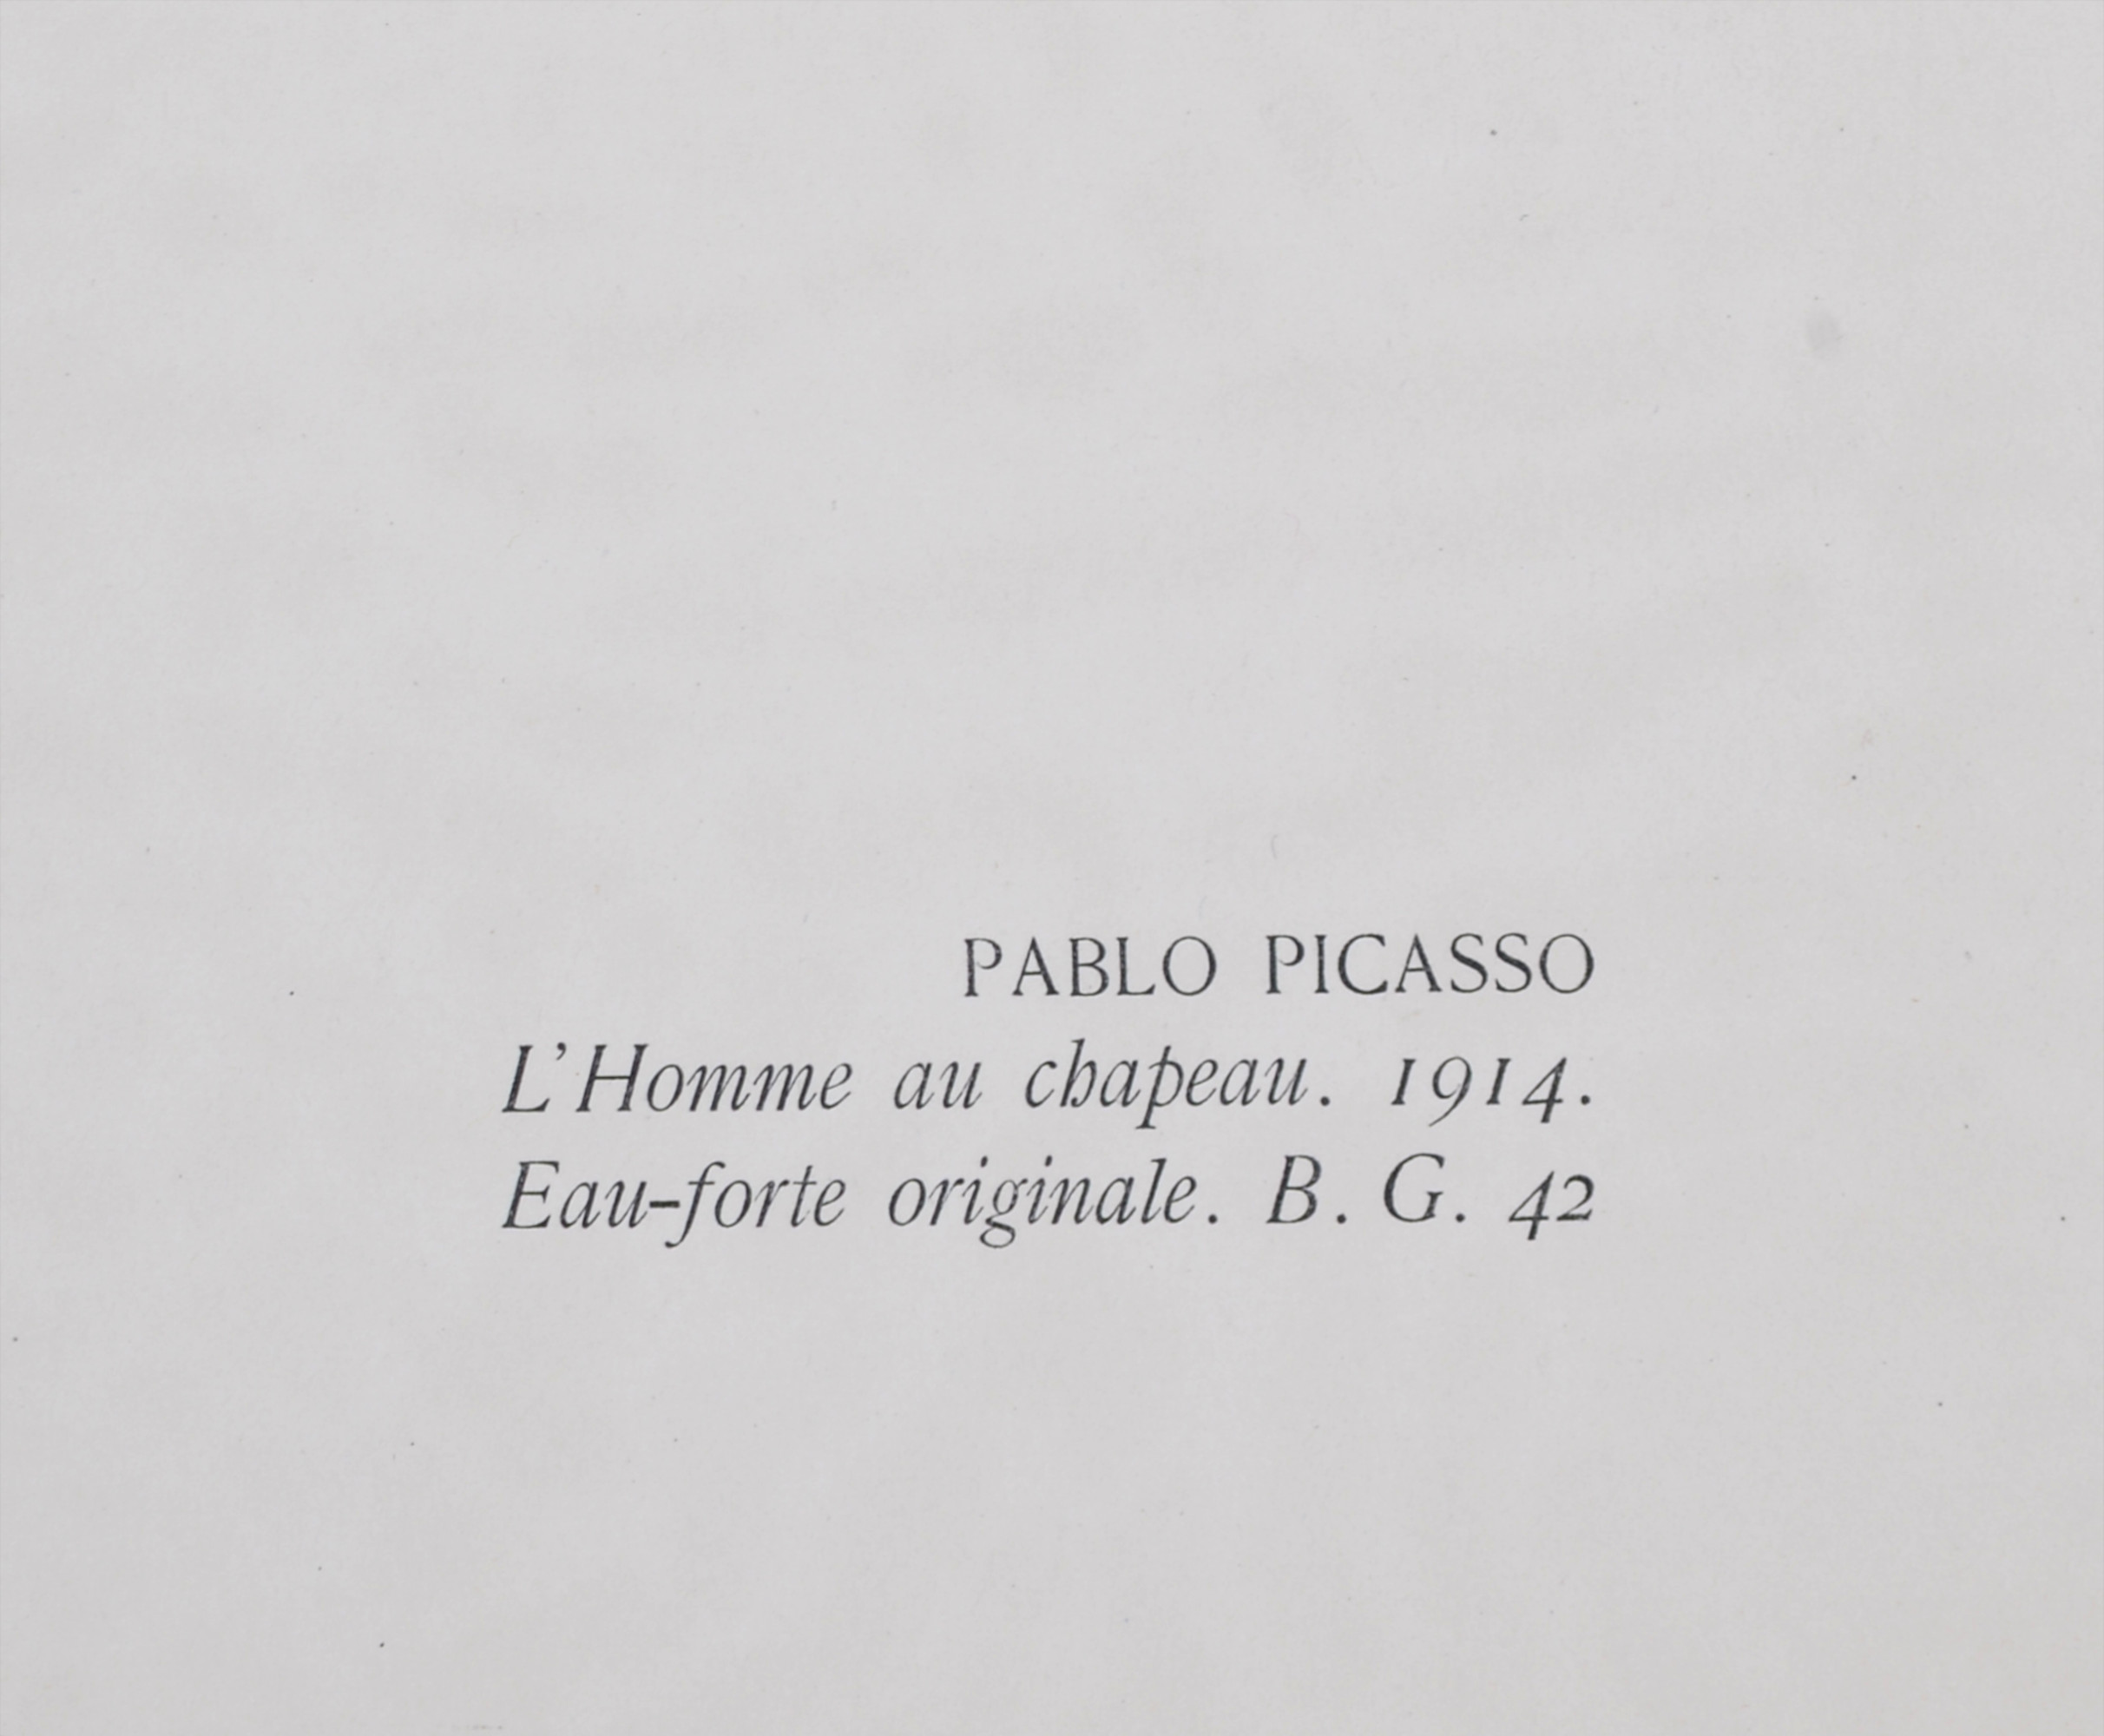 PABLO PICASSO
L'Homme au chapeau. 1914.
Eau-forte originale. B. G. 42